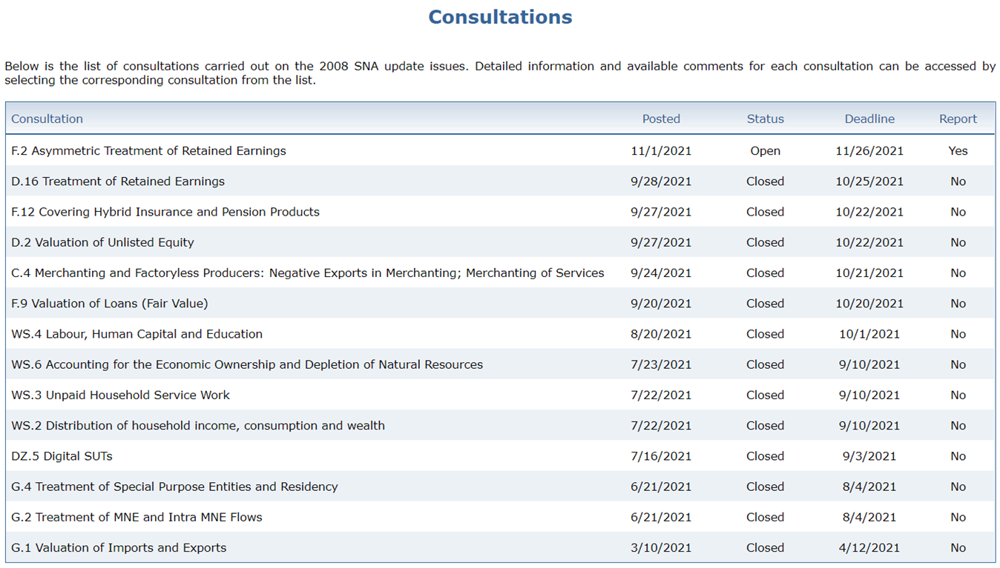 Consultations
Below is the list of consultations carried out on the 2008 SNA update issues. Detailed information and available comments for each consultation can be accessed by
selecting the corresponding consultation from the list.
Consultation Posted Status Deadline Report
F.2 Asymmetric Treatment of Retained Earnings 11/1/2021 Open 11/26/2021 Yes
D.16 Treatment of Retained Earnings 9/28/2021 Closed 10/25/2021 No
F.12 Covering Hybrid Insurance and Pension Products 9/27/2021 Closed 10/22/2021 No
D.2 Valuation of Unlisted Equity 9/27/2021 Closed 10/22/2021 No
C.4 Merchanting and Factoryless Producers: Negative Exports in Merchanting; Merchanting of Services 9/24/2021 Closed 10/21/2021 No
F.9 Valuation of Loans (Fair Value) 9/20/2021 Closed 10/20/2021 No
WS.4 Labour, Human Capital and Education 8/20/2021 Closed 10/1/2021 No
WS.6 Accounting for the Economic Ownership and Depletion of Natural Resources 7/23/2021 Closed 9/10/2021 No
WS.3 Unpaid Household Service Work 7/22/2021 Closed 9/10/2021 No
WS.2 Distribution of household income, consumption and wealth 7/22/2021 Closed 9/10/2021 No
DZ.5 Digital SUTs 7/16/2021 Closed 9/3/2021 No
G.4 Treatment of Special Purpose Entities and Residency 6/21/2021 Closed 8/4/2021 No
G.2 Treatment of MNE and Intra MNE Flows 6/21/2021 Closed 8/4/2021 No
G.1 Valuation of Imports and Exports 3/10/2021 Closed 4/12/2021 No